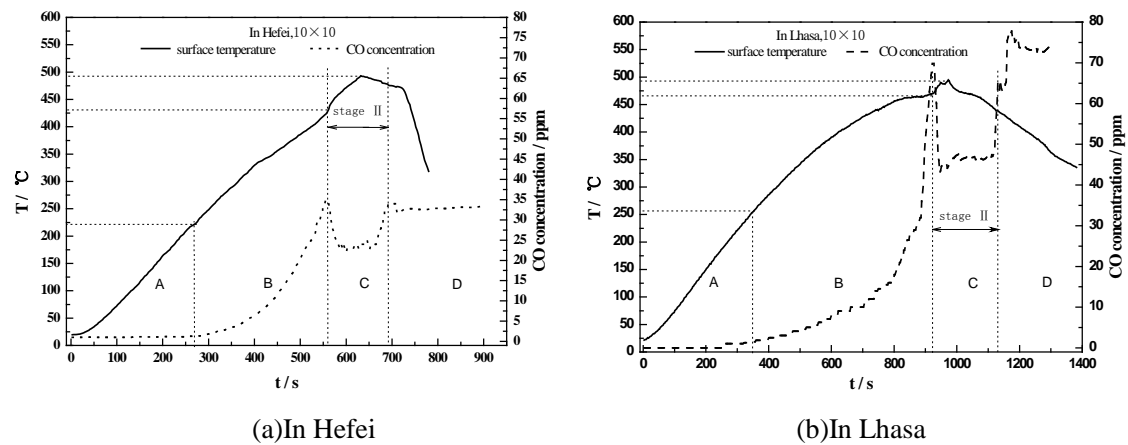 In Hefei,10×10
surface temperature
CO concentration
600
550
500
450
400
350
300
250
200
150
100
50
0
T / ℃
80
75
70
65
60
55
50
45
40
35
30
25
20
15
10
5
0
CO concentration / ppm
stage Ⅱ
A
B
C
D
0 100 200 300 400 500 600 700 800 900
t / s
(a)In Hefei
In Lhasa,10×10
surface temperature
CO concentration
600
550
500
450
400
350
300
250
200
150
100
50
0
T / ℃
80
70
60
50
40
30
20
10
0
CO concentration / ppm
stage Ⅱ
A
B
C
D
0 200 400 600 800 1000 1200 1400
t / s
(b)In Lhasa